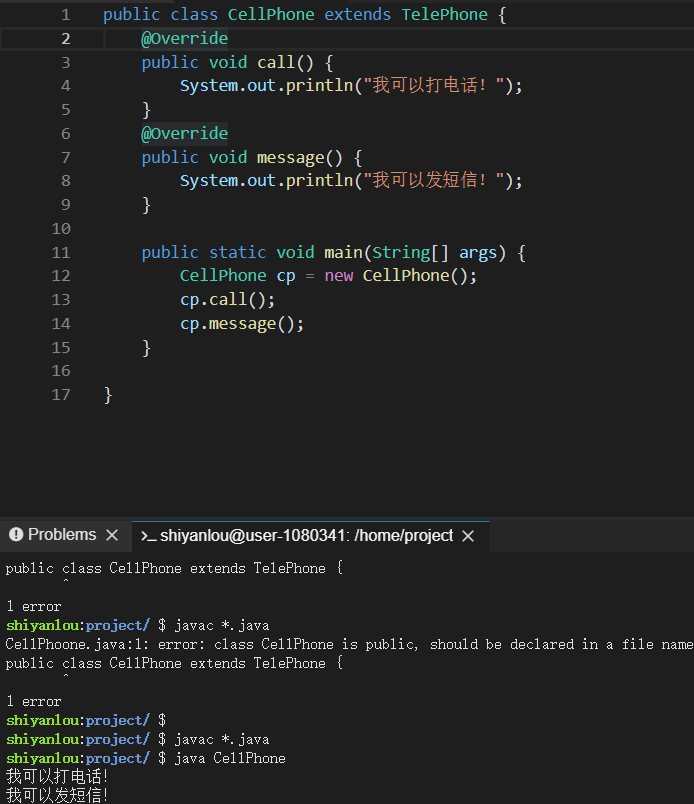 1 public class CellPhone extends TelePhone {
2 @Override
3 public void call() {
4 System.out.println("我可以打电话！");
5 }
6 @Override
7 public void message() {
8 System.out.println("我可以发短信！");
9 }
10
11 public static void main(String[] args) {
12 CellPhone cp = new CellPhone();
13 cp.call();
14 cp.message();
15 }
16
17 }
Problems
shiyanlou@user-1080341: /home/project
public class CellPhone extends TelePhone {
^
1 error
shiyanlou:project/ $ javac *.java
CellPhoone.java:1: error: class CellPhone is public, should be declared in a file name
public class CellPhone extends TelePhone {
^
1 error
shiyanlou:project/ $
shiyanlou:project/ $ javac *.java
shiyanlou:project/ $ java CellPhone
我可以打电话！
我可以发短信！